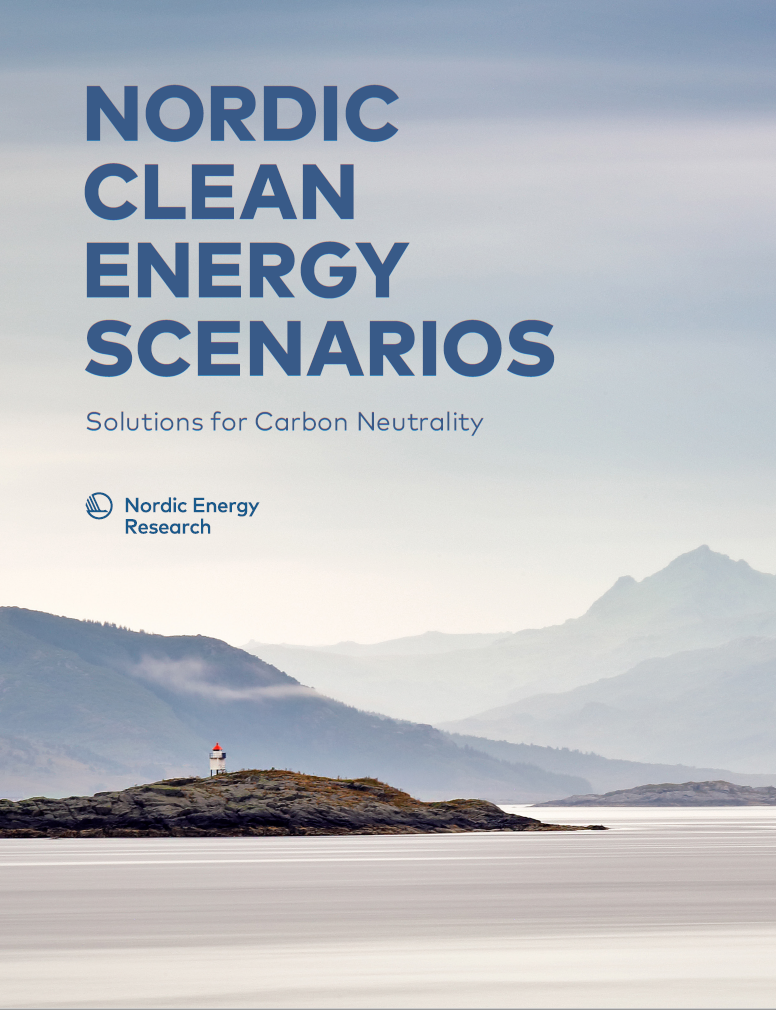 NORDIC
CLEAN
ENERGY
SCENARIOS
Solutions for Carbon Neutrality
Nordic Energy
Research